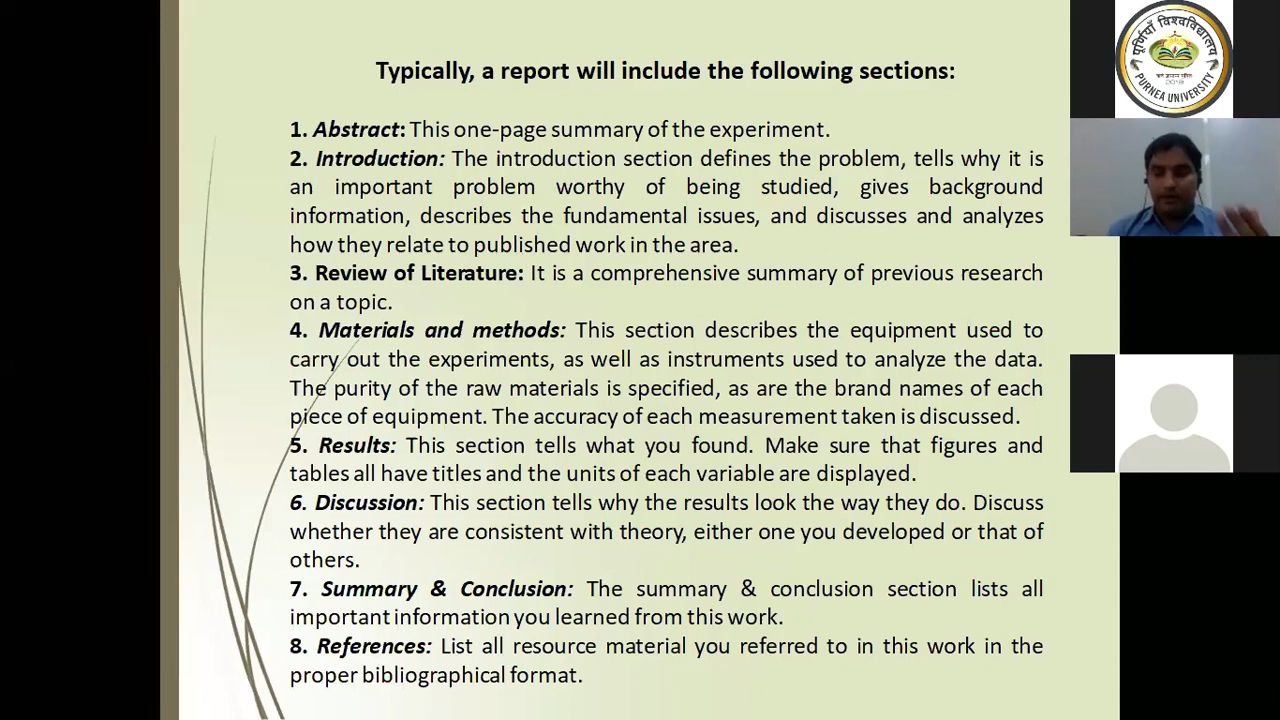 Typically, a report will include the following sections:
1. Abstract: This one-page summary of the experiment.
2. Introduction: The introduction section defines the problem, tells why it is
an important problem worthy of being studied, gives background
information, describes the fundamental issues, and discusses and analyzes
how they relate to published work in the area.
3. Review of Literature: It is a comprehensive summary of previous research
on a topic.
4. Materials and methods: This section describes the equipment used to
carry out the experiments, as well as instruments used to analyze the data.
The purity of the raw materials is specified, as are the brand names of each
piece of equipment. The accuracy of each measurement taken is discussed.
5. Results: This section tells what you found. Make sure that figures and
tables all have titles and the units of each variable are displayed.
6. Discussion: This section tells why the results look the way they do. Discuss
whether they are consistent with theory, either one you developed or that of
others.
7. Summary & Conclusion: The summary & conclusion section lists all
important information you learned from this work.
8. References: List all resource material you referred to in this work in the
proper bibliographical format.
पूर्णियाँ विश्वविद्यालय
PURNEA UNIVERSITY